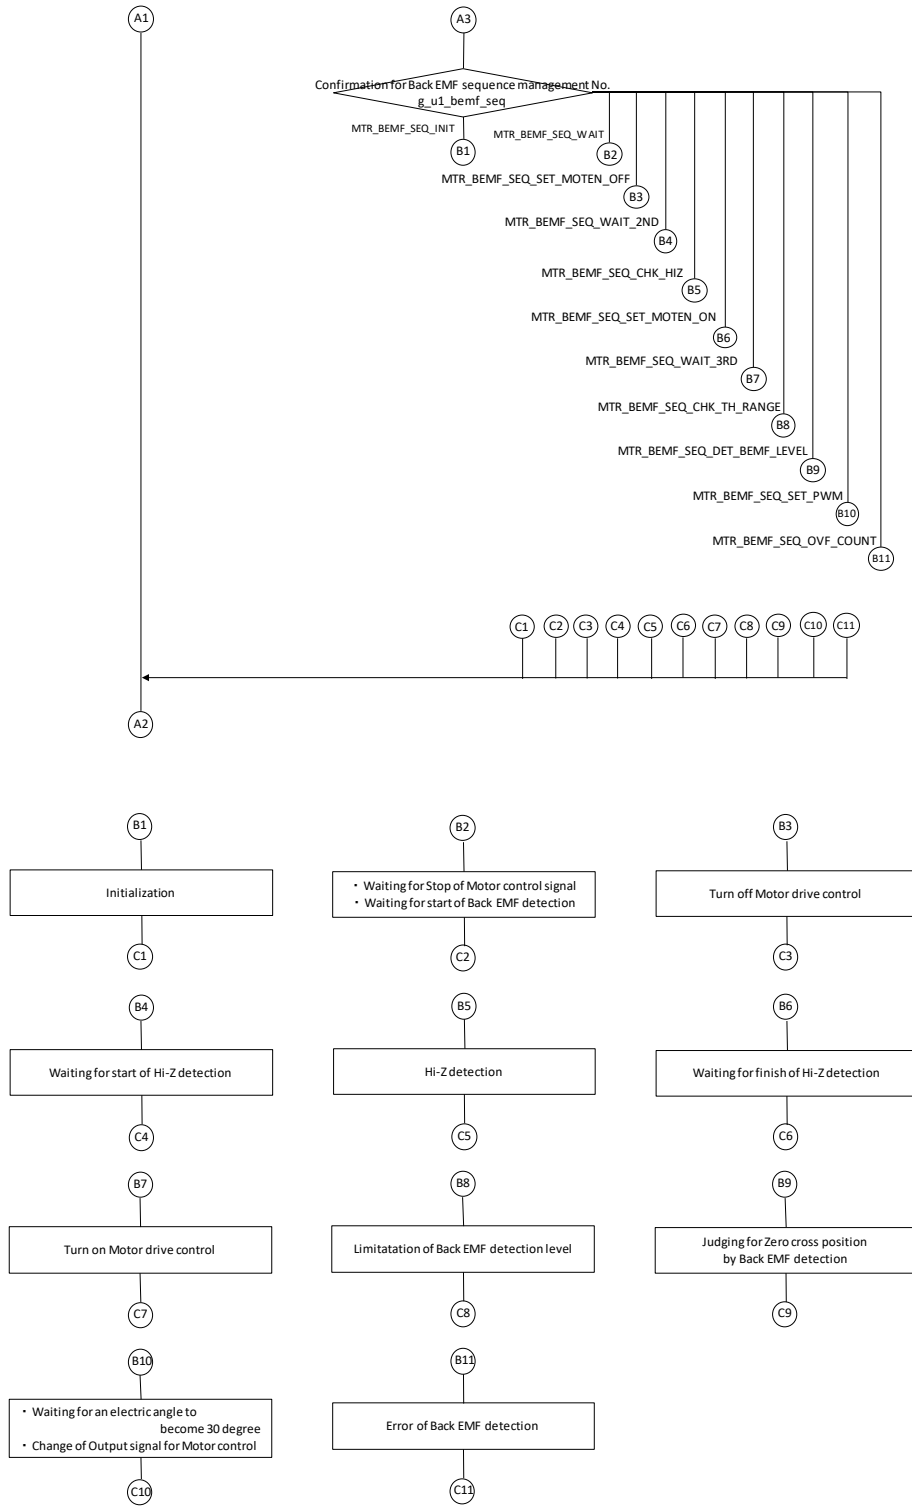 A1
A3
Confirmation for Back EMF sequence management No.
g_u1_bemf_seq
MTR_BEMF_SEQ_INIT
B1
MTR_BEMF_SEQ_WAIT
B2
MTR_BEMF_SEQ_SET_MOTEN_OFF
B3
MTR_BEMF_SEQ_WAIT_2ND
B4
MTR_BEMF_SEQ_CHK_HIZ
B5
MTR_BEMF_SEQ_SET_MOTEN_ON
B6
MTR_BEMF_SEQ_WAIT_3RD
B7
MTR_BEMF_SEQ_CHK_TH_RANGE
B8
MTR_BEMF_SEQ_DET_BEMF_LEVEL
B9
MTR_BEMF_SEQ_SET_PWM
B10
MTR_BEMF_SEQ_OVF_COUNT
B11
C1 C2 C3 C4 C5 C6 C7 C8 C9 C10 C11
A2
B1
Initialization
C1
B2
・ Waiting for Stop of Motor control signal
・ Waiting for start of Back EMF detection
C2
B3
Turn off Motor drive control
C3
B4
Waiting for start of Hi-Z detection
C4
B5
Hi-Z detection
C5
B6
Waiting for finish of Hi-Z detection
C6
B7
Turn on Motor drive control
C7
B8
Limitatation of Back EMF detection level
C8
B9
Judging for Zero cross position
by Back EMF detection
C9
B10
・ Waiting for an electric angle to
become 30 degree
・ Change of Output signal for Motor control
C10
B11
Error of Back EMF detection
C11